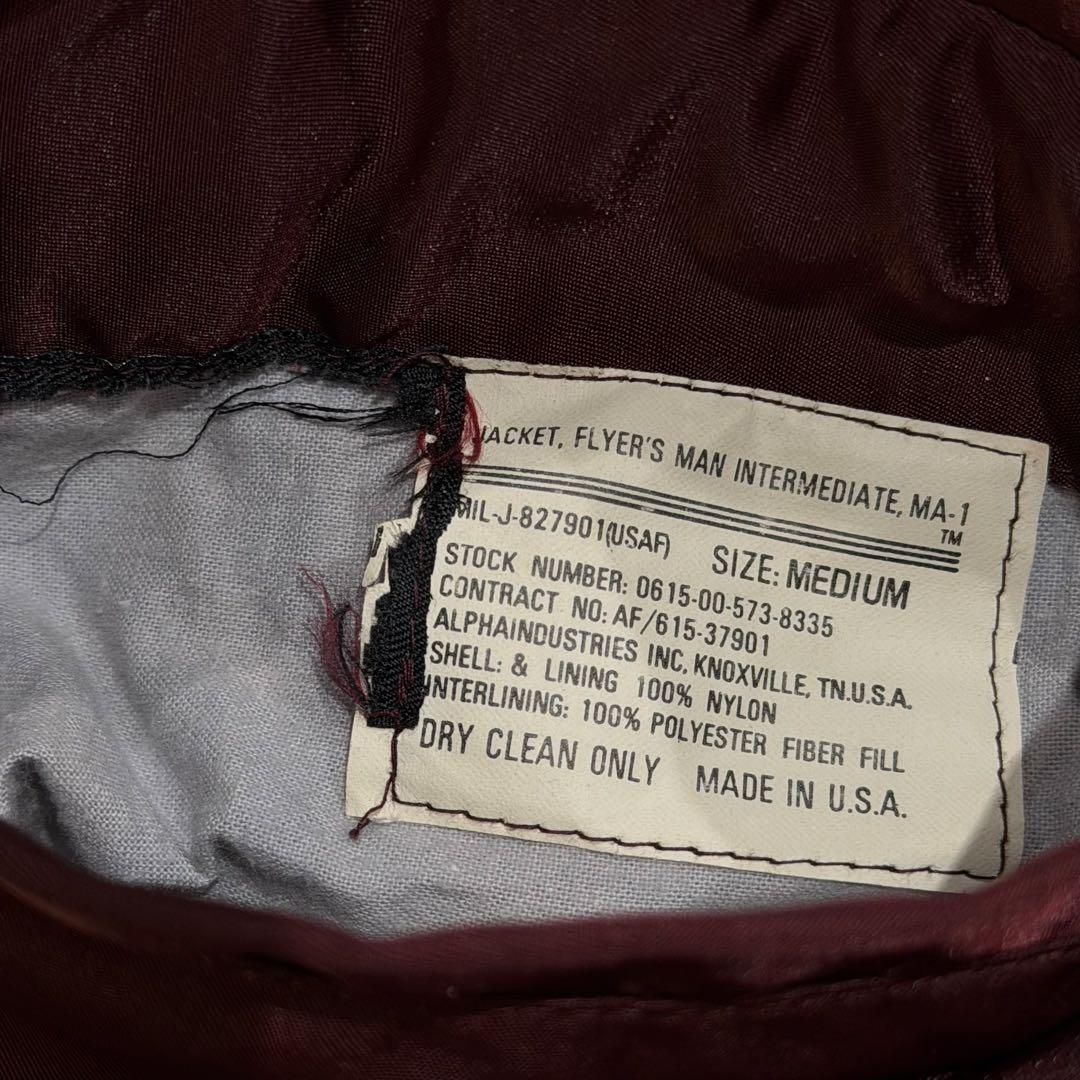 JACKET, FLYER'S MAN INTERMEDIATE, MA-1
TM
MIL-J-827901(USAF) SIZE: MEDIUM
STOCK NUMBER: 0615-00-573-8335
CONTRACT NO: AF/615-37901
ALPHAINDUSTRIES INC. KNOXVILLE, TN.U.S.A.
SHELL: & LINING 100% NYLON
INTERLINING: 100% POLYESTER FIBER FILL
DRY CLEAN ONLY MADE IN U.S.A.